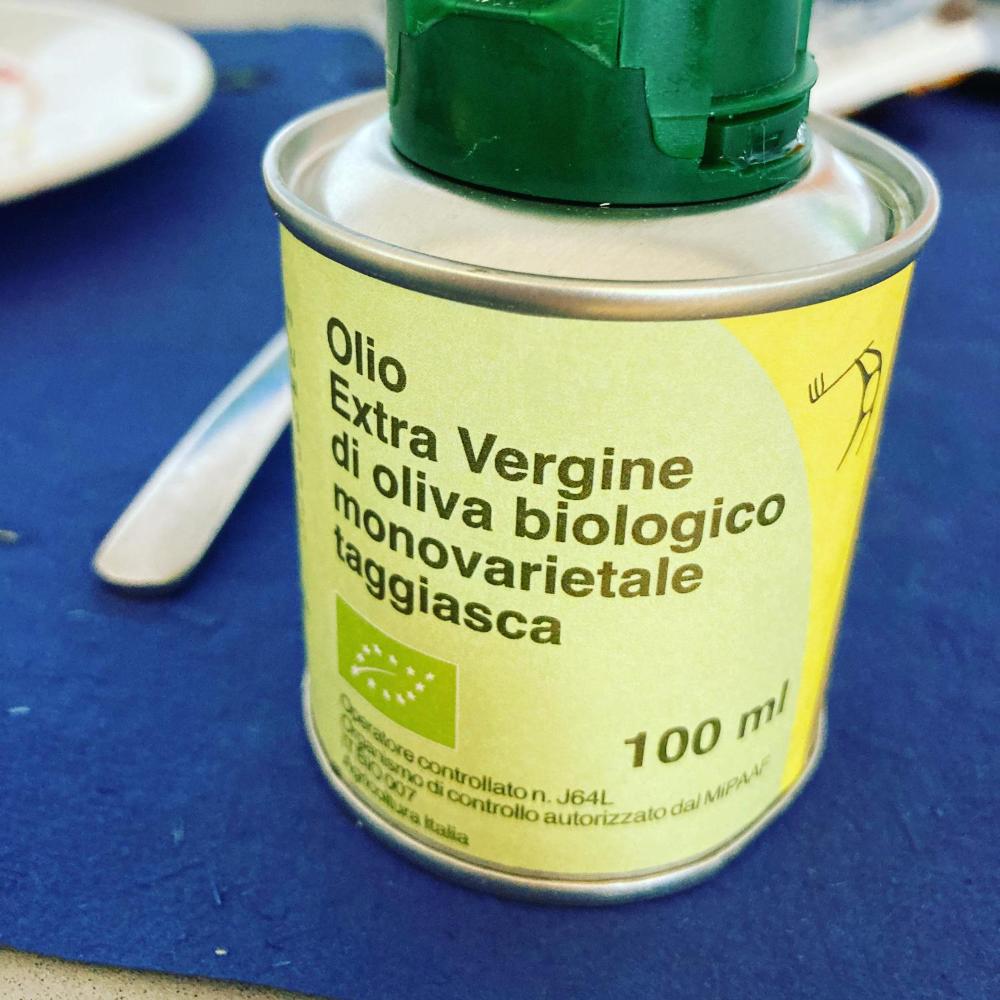 Olio
Extra Vergine
di oliva biologico
monovarietale
taggiasca
100 ml
Operatore controllato n. J64L
Organismo di controllo autorizzato dal MiPAAF
IT BIO 007
Agricoltura Italia